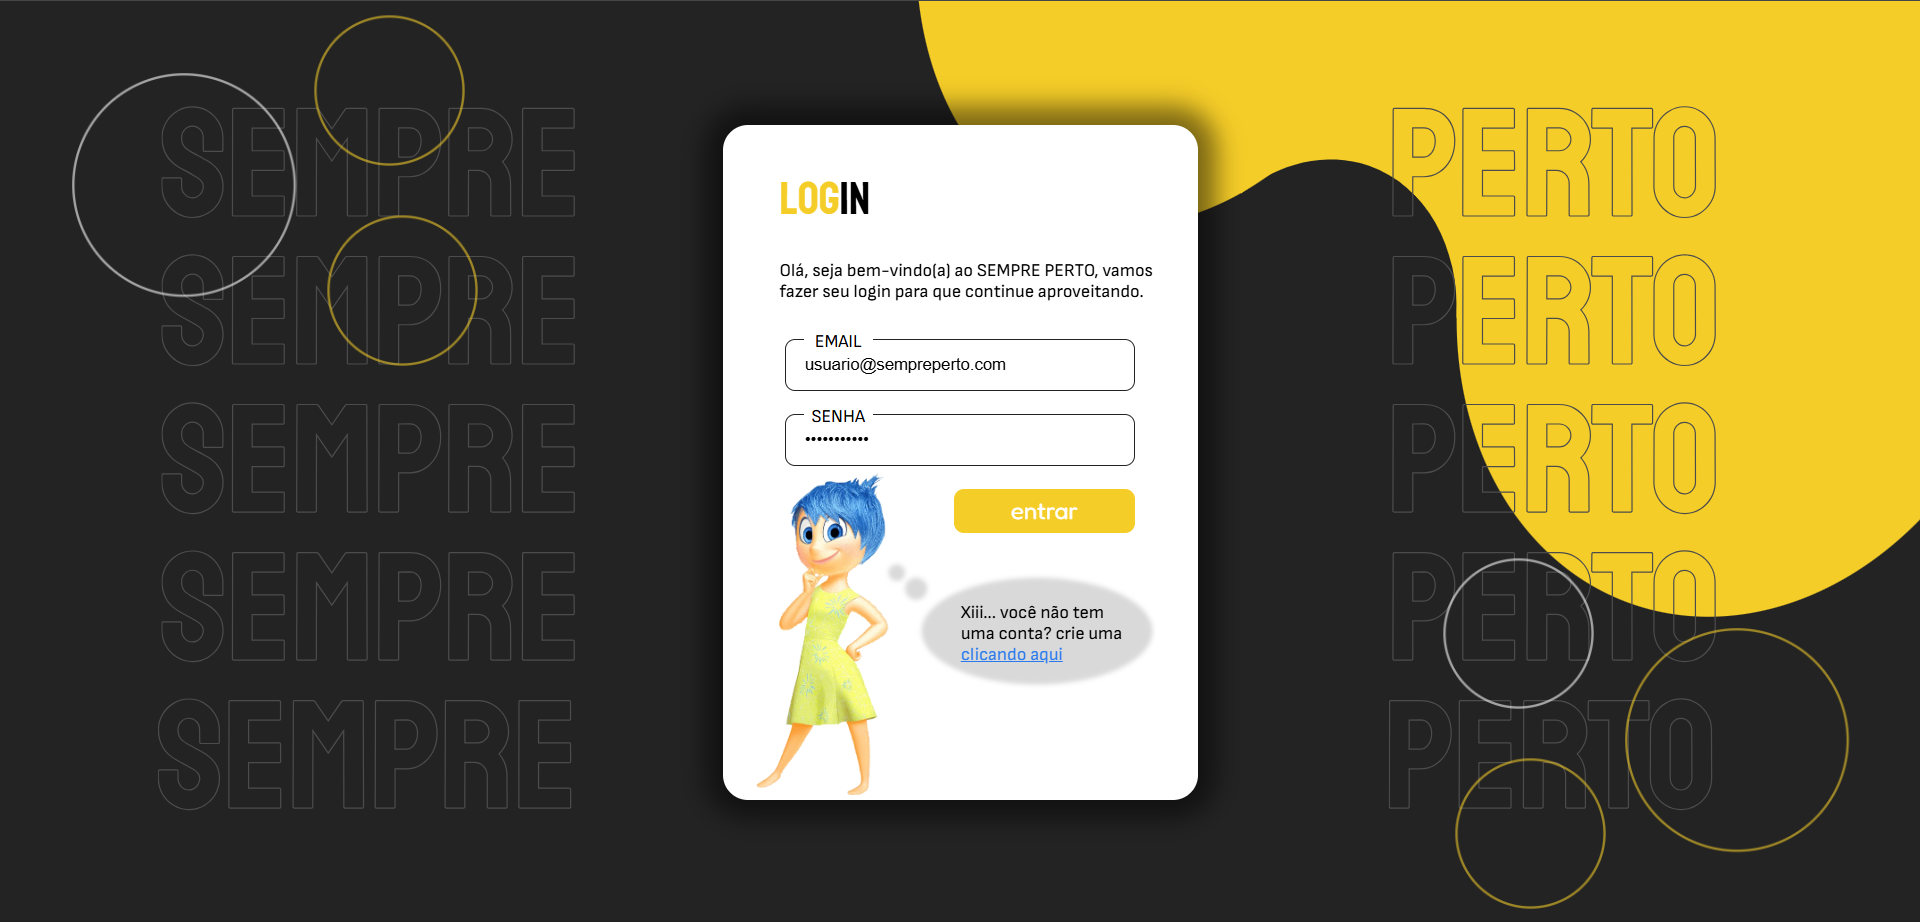 SEMPRE PERTO
SEMPRE PERTO
SEMPRE PERTO
SEMPRE PERTO
SEMPRE PERTO
LOGIN
Olá, seja bem-vindo(a) ao SEMPRE PERTO, vamos
fazer seu login para que continue aproveitando.
EMAIL
usuario@sempreperto.com
SENHA
•••••••••••
entrar
Xiii... você não tem
uma conta? crie uma
clicando aqui